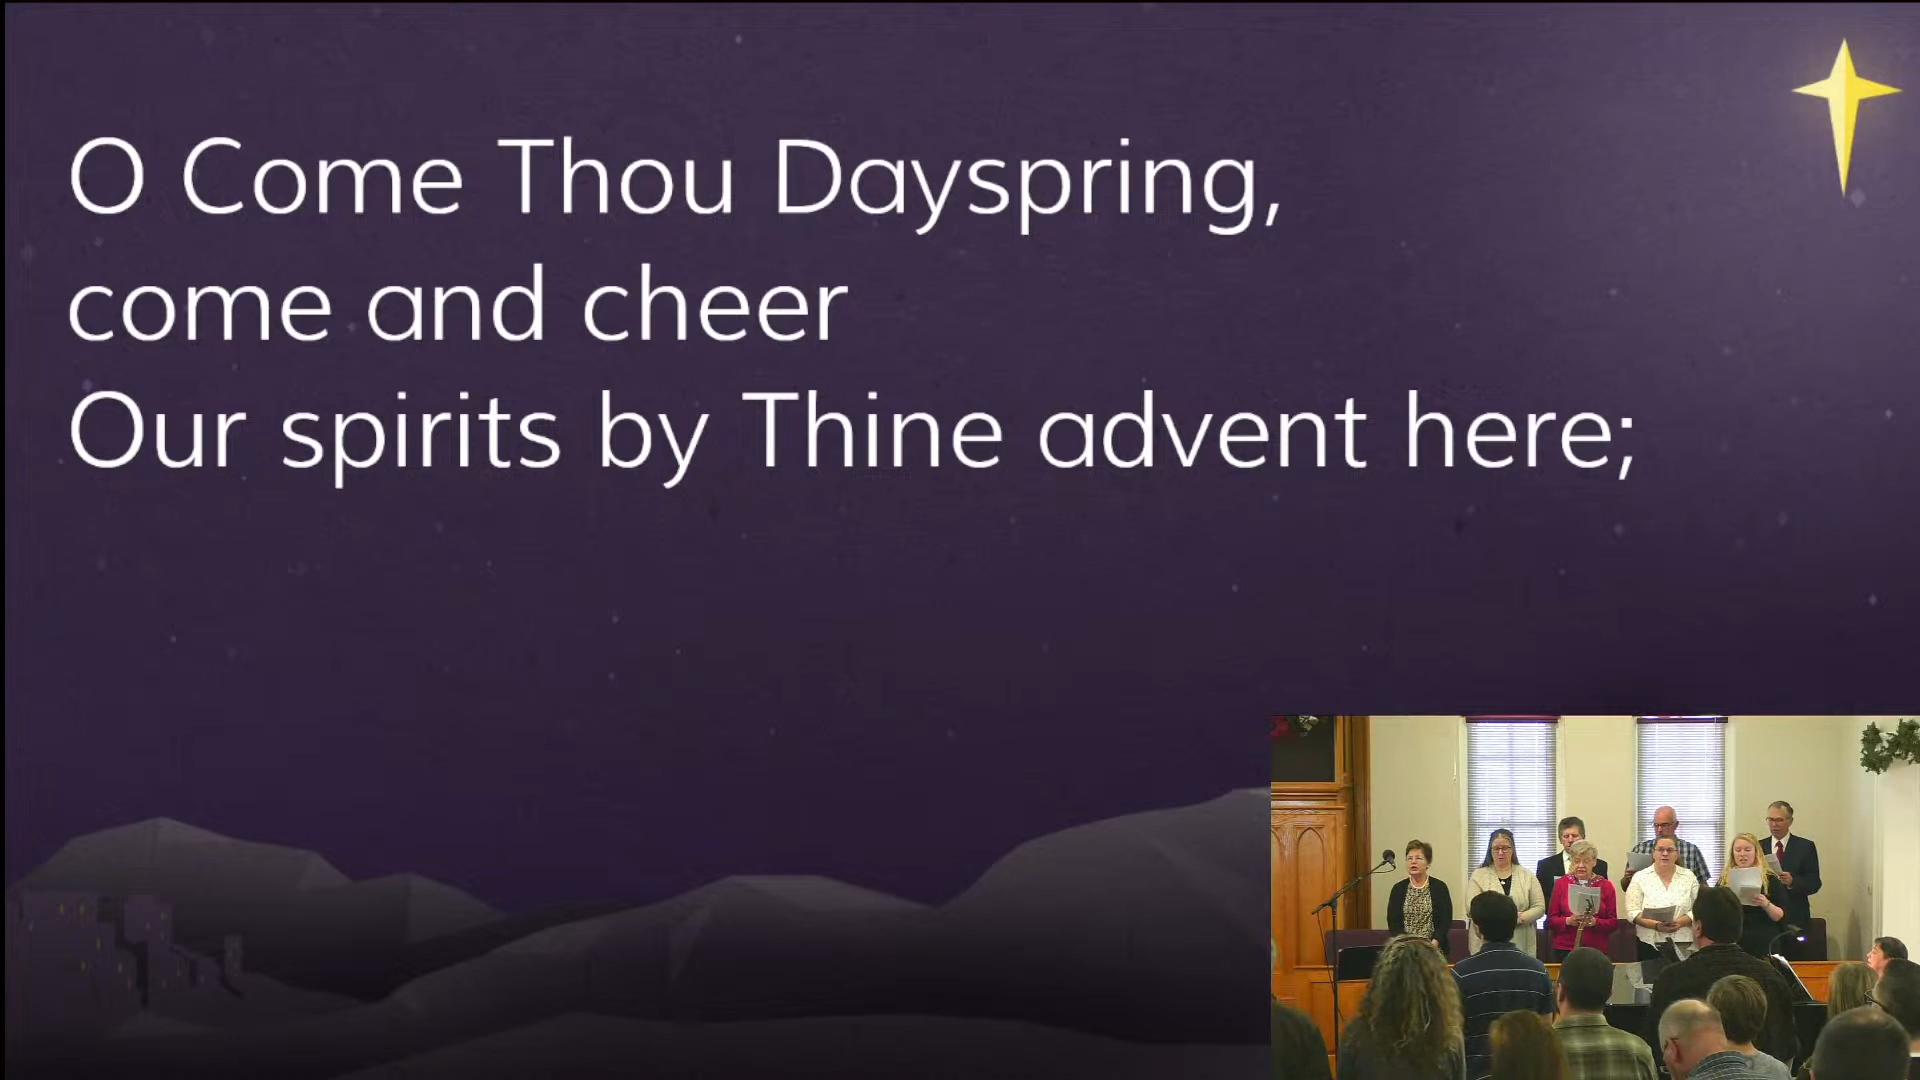 O Come Thou Dayspring,
come and cheer
Our spirits by Thine advent here;